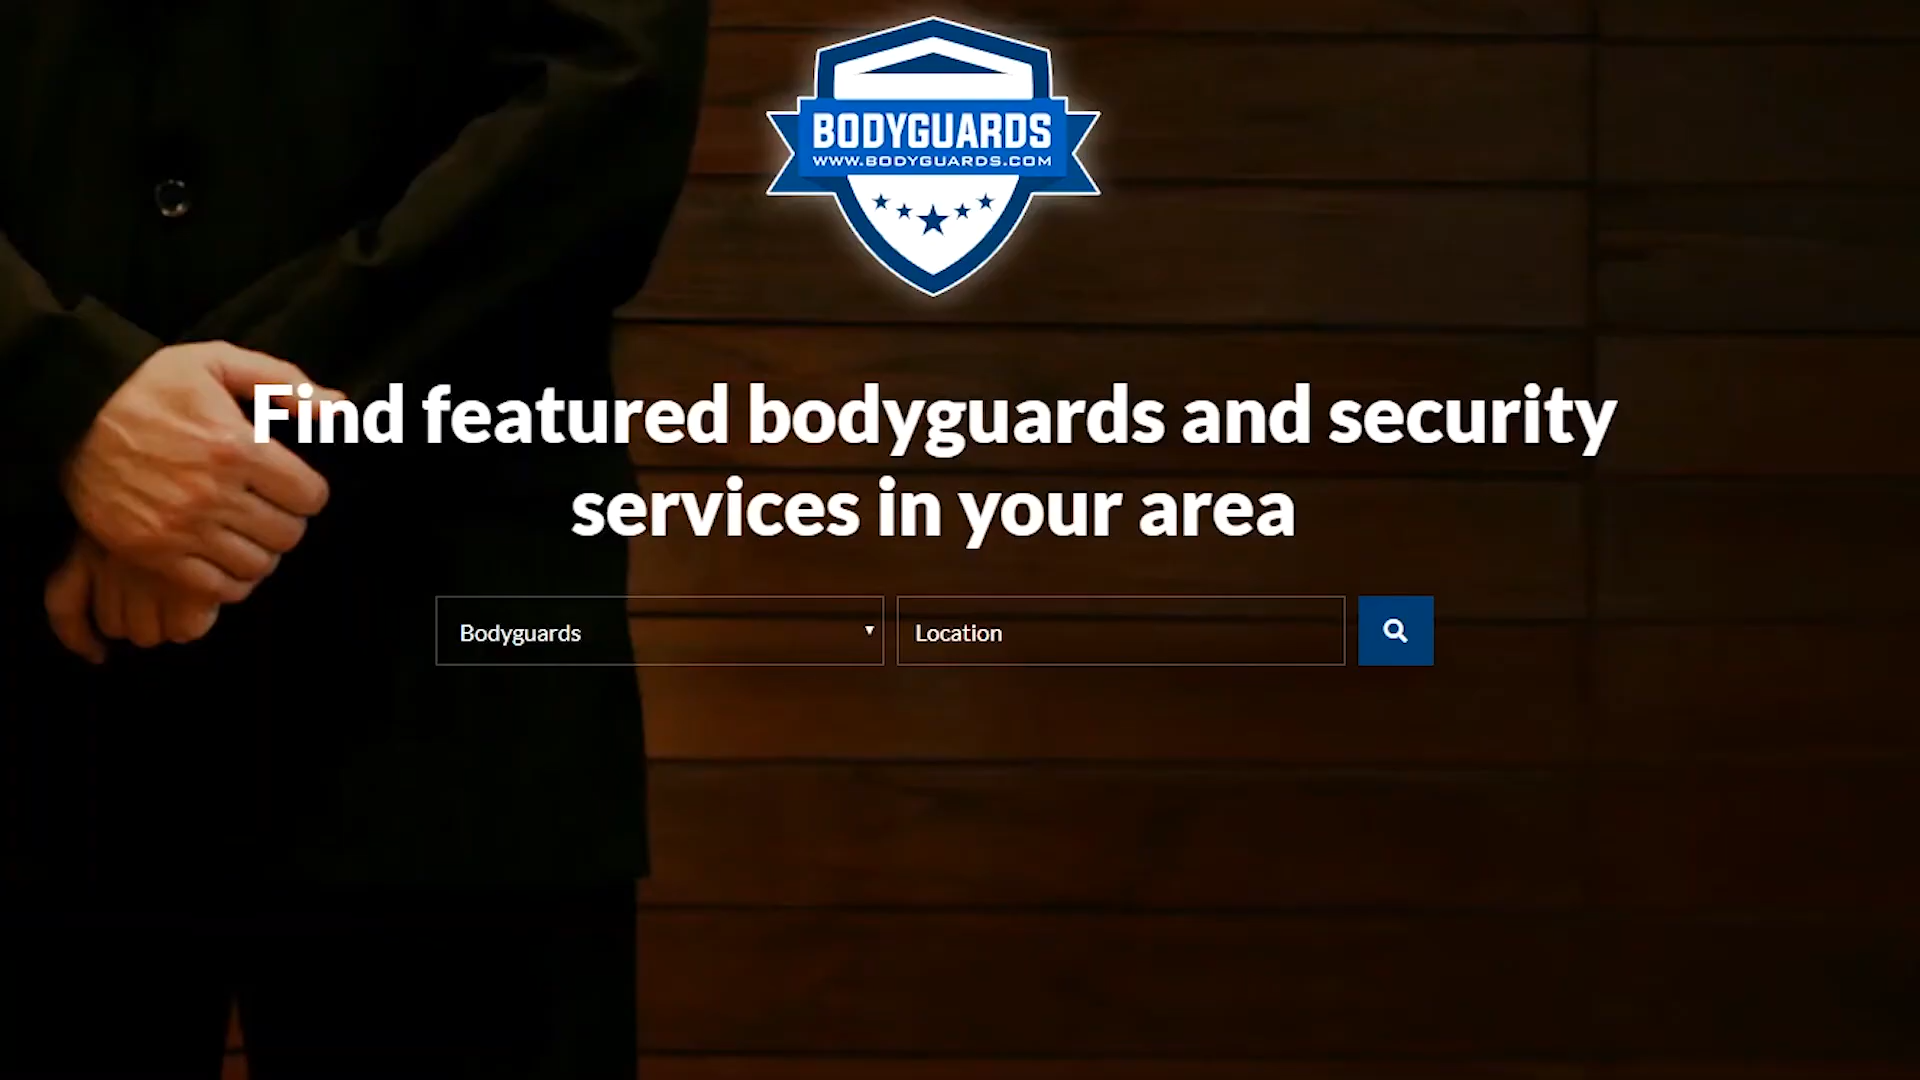 BODYGUARDS
WWW.BODYGUARDS.COM
Find featured bodyguards and security
services in your area
Bodyguards
Location